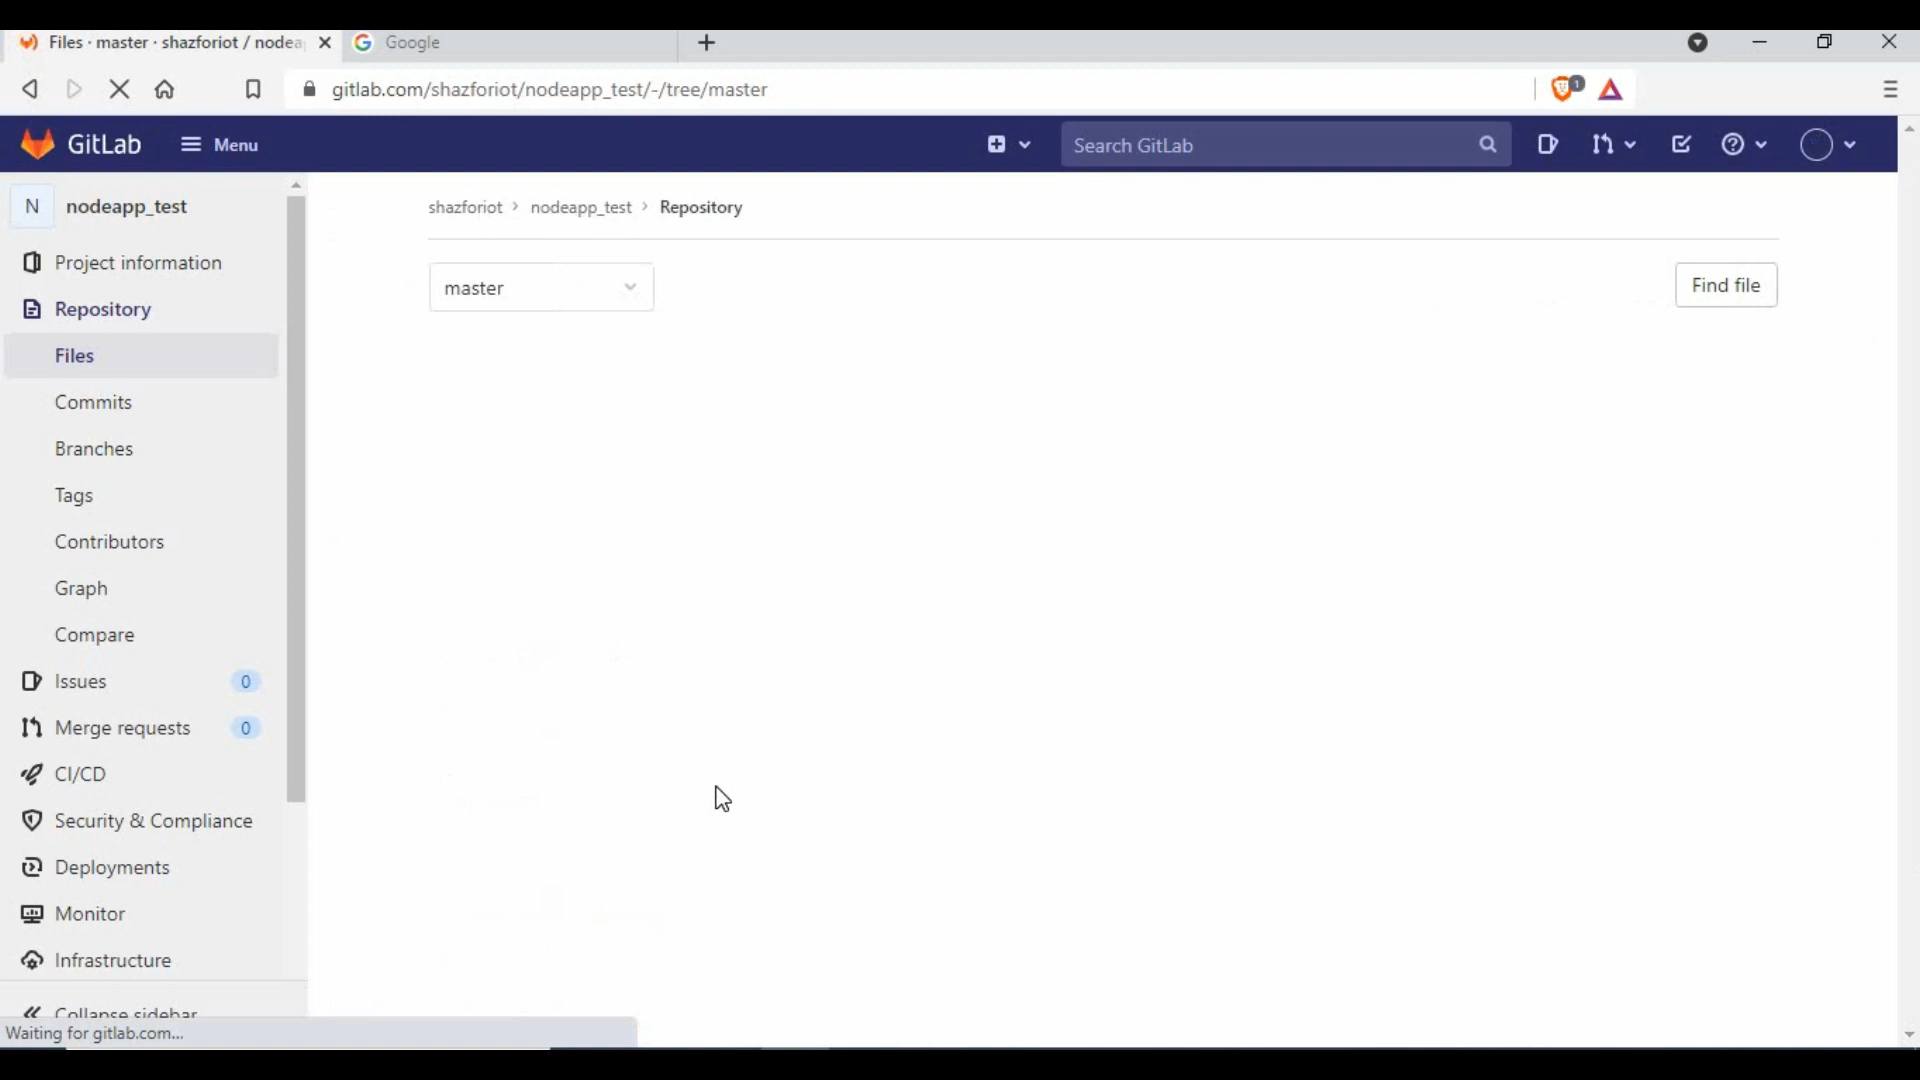 Files · master · shazforiot / nodea
Google
gitlab.com/shazforiot/nodeapp_test/-/tree/master
1
GitLab
Menu
Search GitLab
N
nodeapp_test
shazforiot > nodeapp_test > Repository
Project information
master
Find file
Repository
Files
Commits
Branches
Tags
Contributors
Graph
Compare
Issues 0
Merge requests 0
CI/CD
Security & Compliance
Deployments
Monitor
Infrastructure
Collapse sidebar
Waiting for gitlab.com...